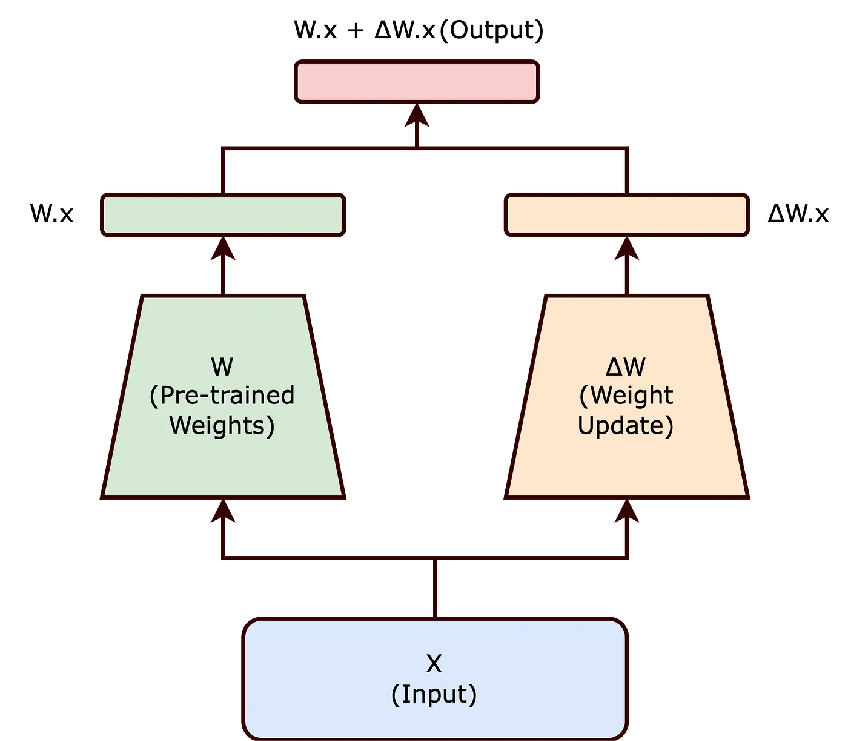 W.x + ΔW.x(Output)
W.x
ΔW.x
W
(Pre-trained
Weights)
ΔW
(Weight
Update)
X
(Input)